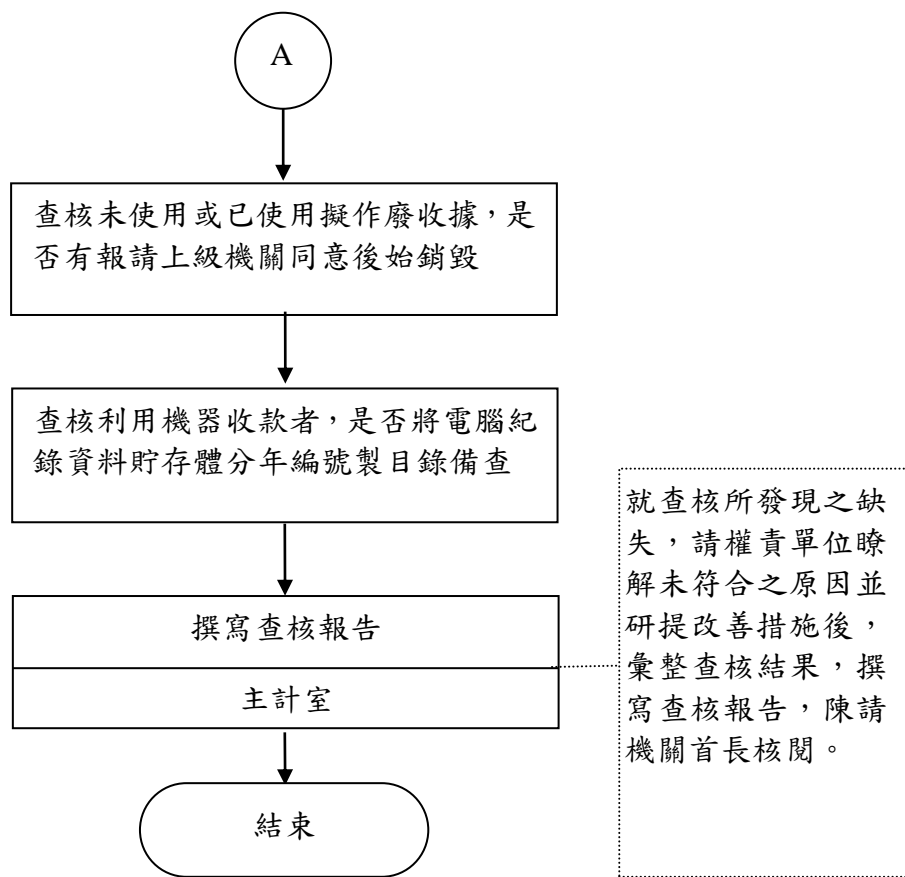 A
查核未使用或已使用擬作廢收據，是
否有報請上級機關同意後始銷毀
查核利用機器收款者，是否將電腦紀
錄資料貯存體分年編號製目錄備查
撰寫查核報告
主計室
就查核所發現之缺
失，請權責單位瞭
解未符合之原因並
研提改善措施後，
彙整查核結果，撰
寫查核報告，陳請
機關首長核閱。
結束